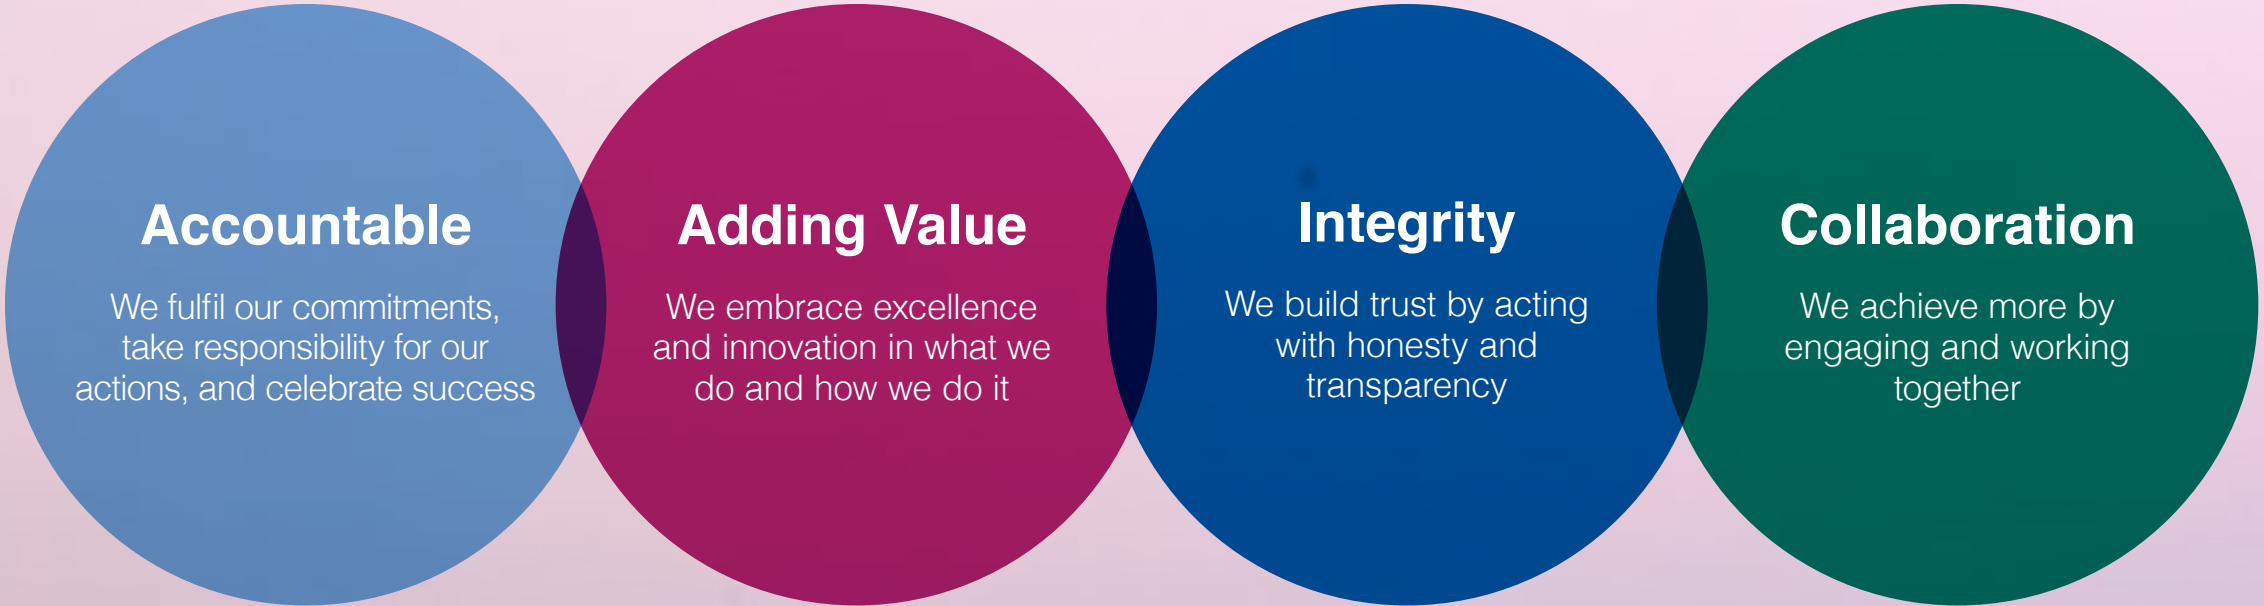 Accountable
We fulfil our commitments,
take responsibility for our
actions, and celebrate success
Adding Value
We embrace excellence
and innovation in what we
do and how we do it
Integrity
We build trust by acting
with honesty and
transparency
Collaboration
We achieve more by
engaging and working
together